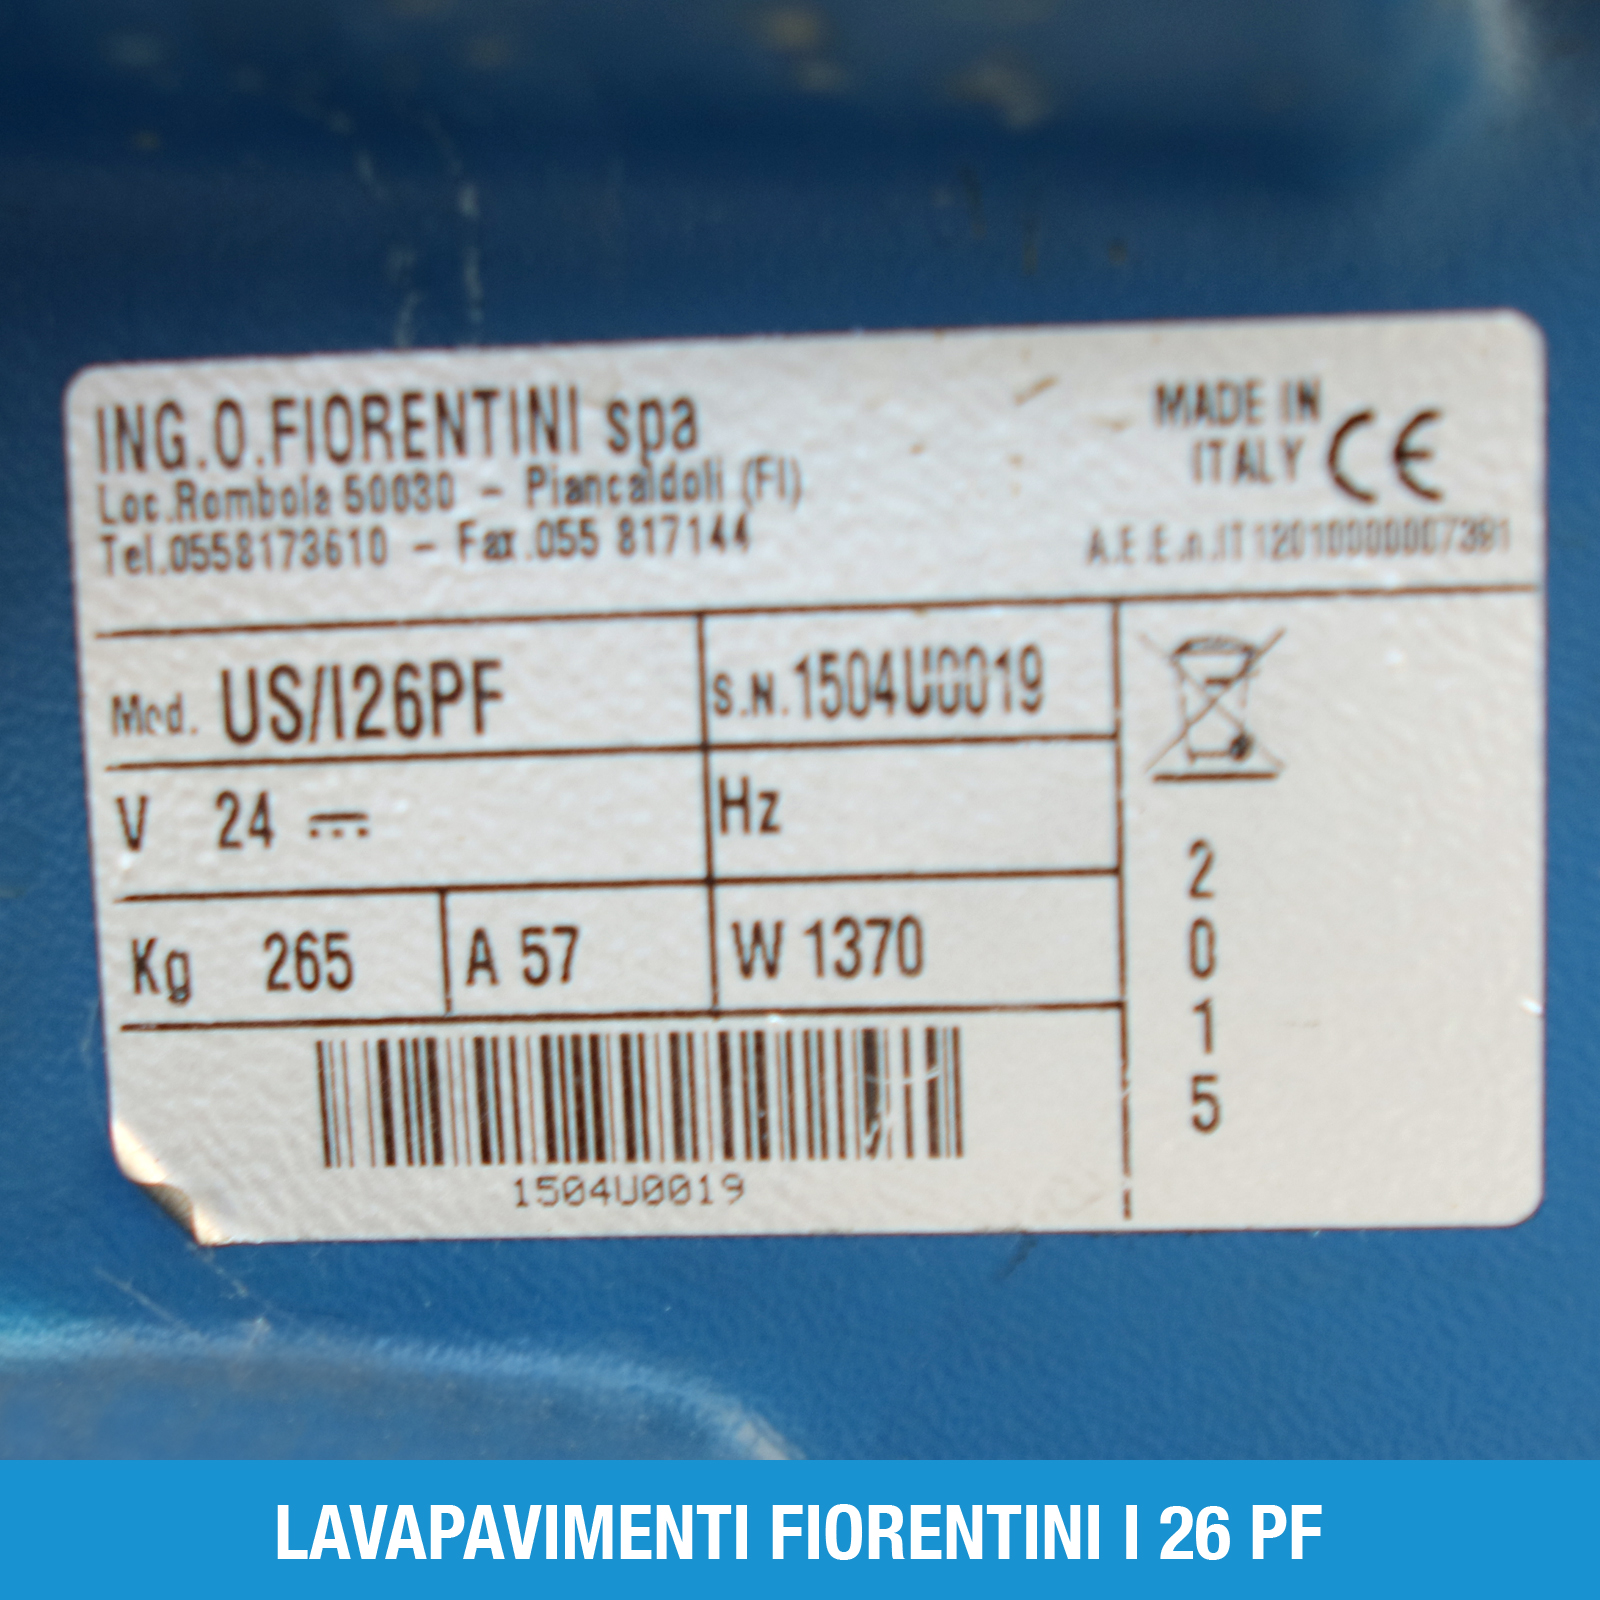 ING.O.FIORENTINI spa
Loc.Rombola 50030 - Piancaldoli (FI)
Tel.0558173610 - Fax.055 817144
MADE IN
ITALY CE
A.E.E.n.IT12010000007381
Mod. US/I26PF
S.N.1504U0019
V 24
Hz
Kg 265
A 57
W 1370
2
0
1
5
1504U0019
LAVAPAVIMENTI FIORENTINI I 26 PF